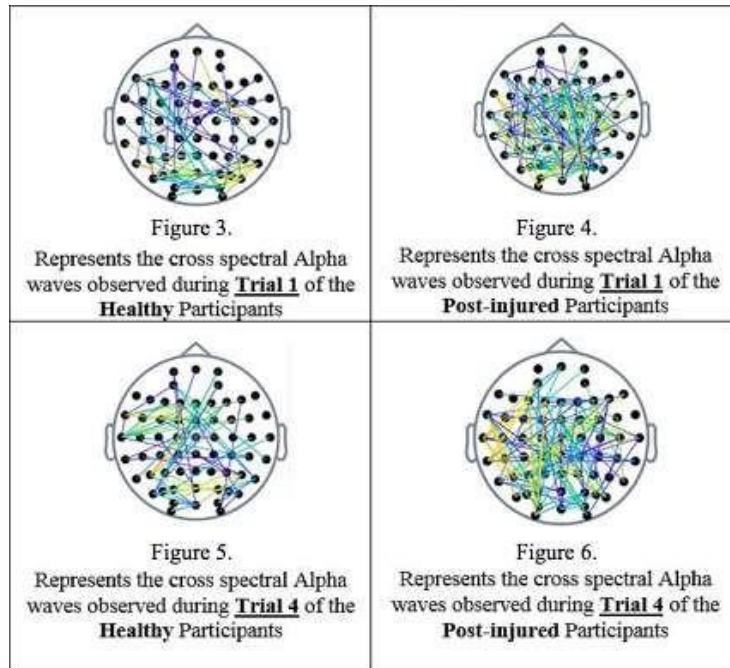 Figure 3.
Represents the cross spectral Alpha
waves observed during Trial 1 of the
Healthy Participants
Figure 4.
Represents the cross spectral Alpha
waves observed during Trial 1 of the
Post-injured Participants
Figure 5.
Represents the cross spectral Alpha
waves observed during Trial 4 of the
Healthy Participants
Figure 6.
Represents the cross spectral Alpha
waves observed during Trial 4 of the
Post-injured Participants